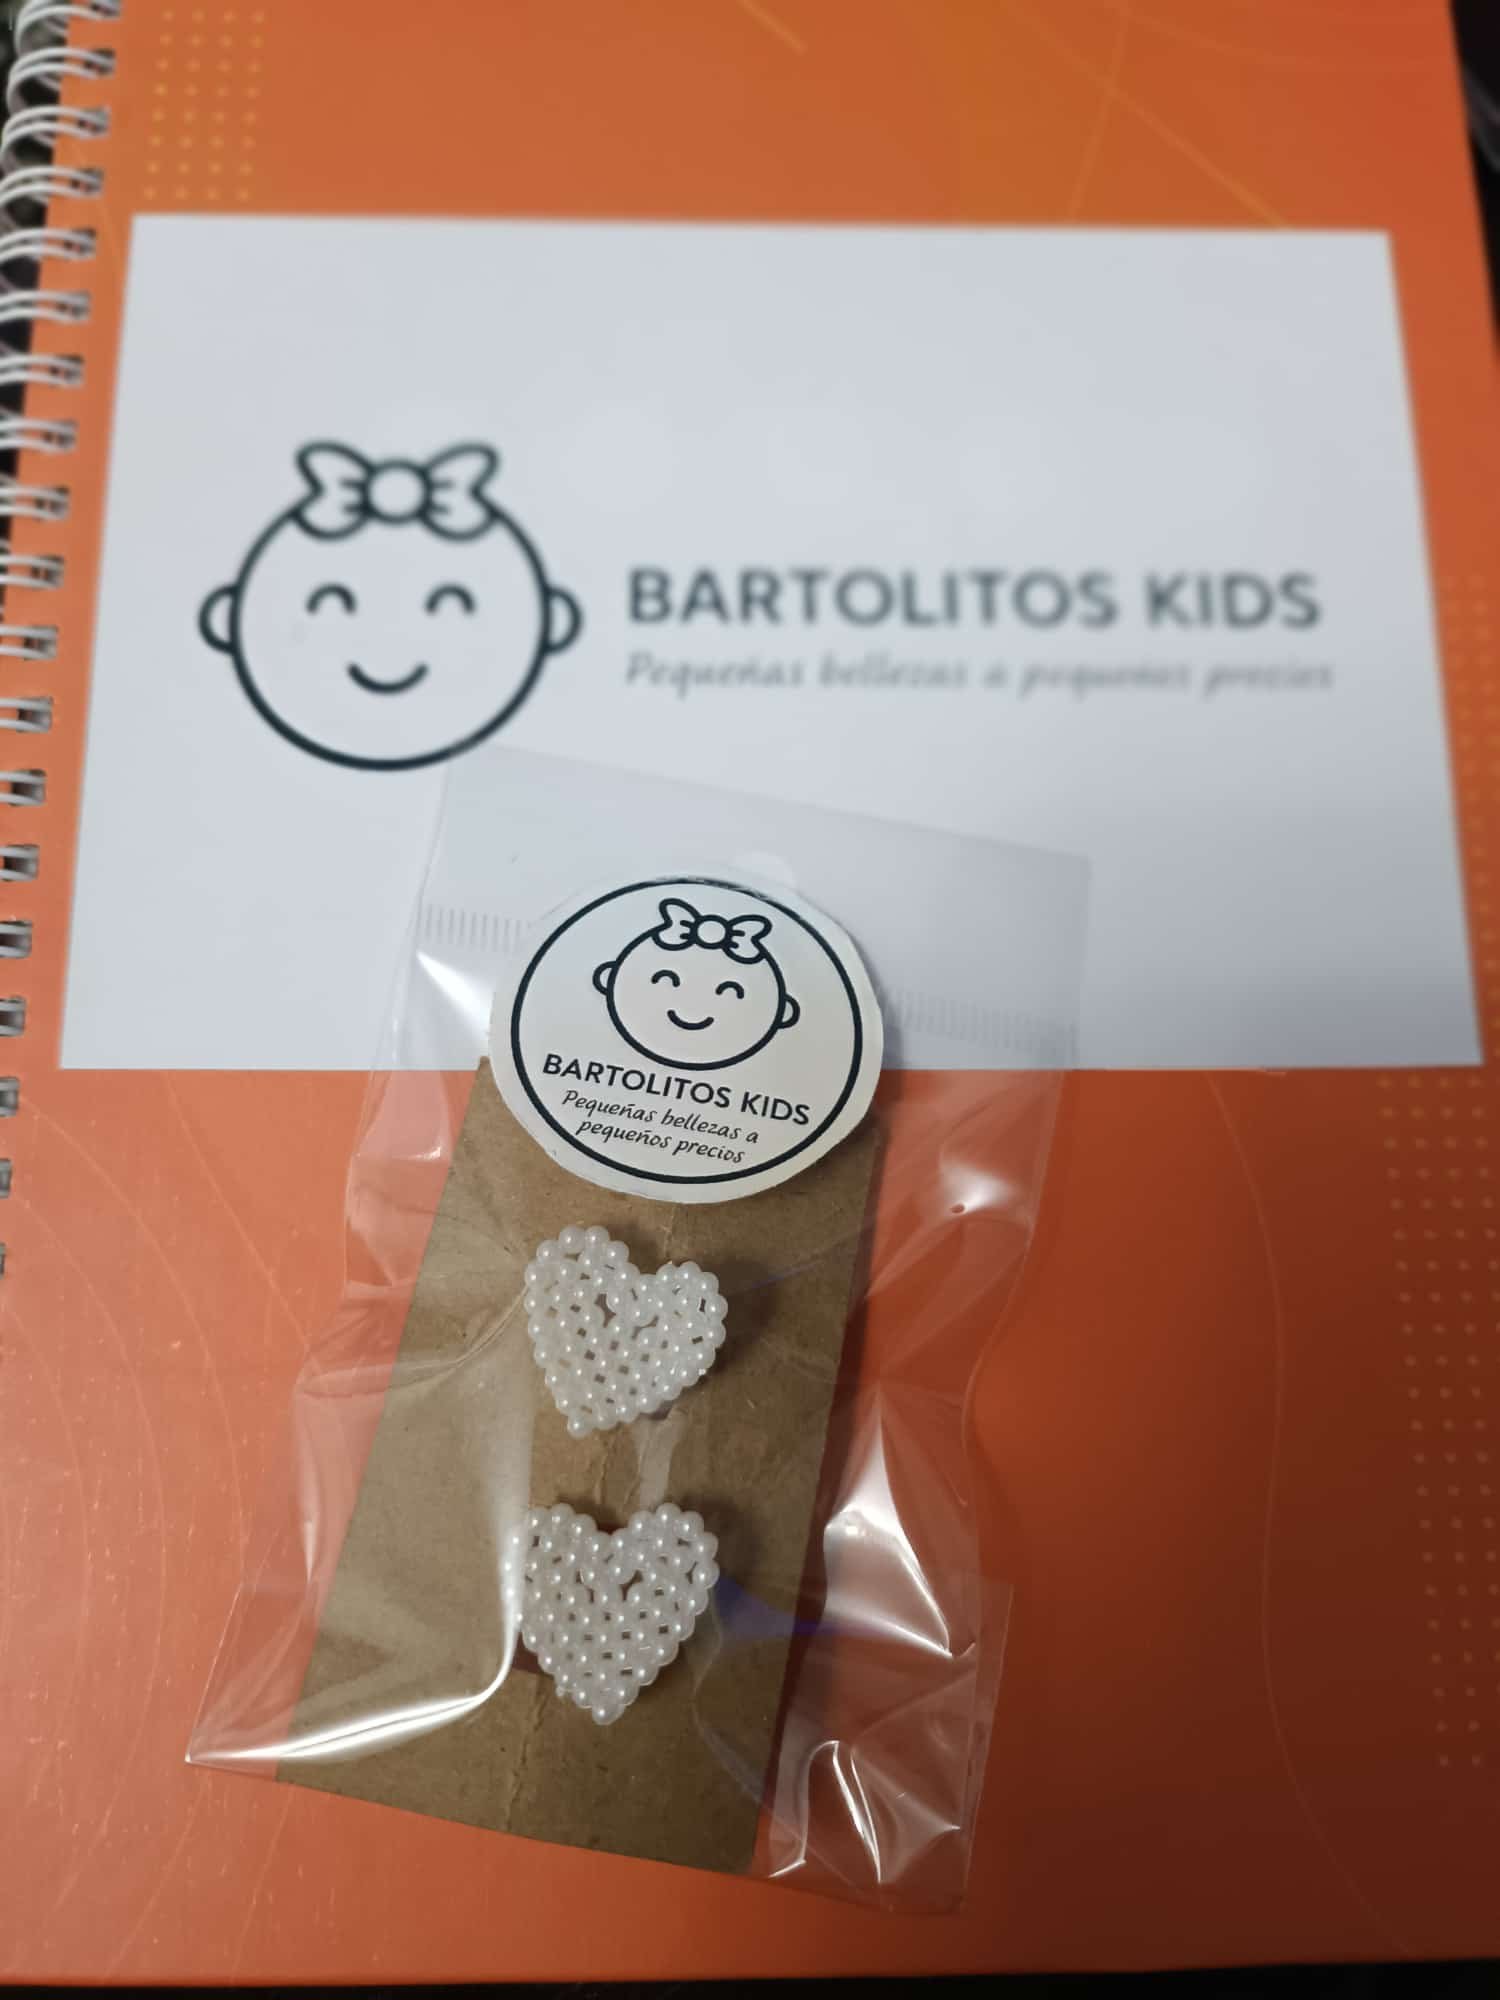 BARTOLITOS KIDS
Pequeñas bellezas a pequeños precios
BARTOLITOS KIDS
Pequeñas bellezas a
pequeños precios